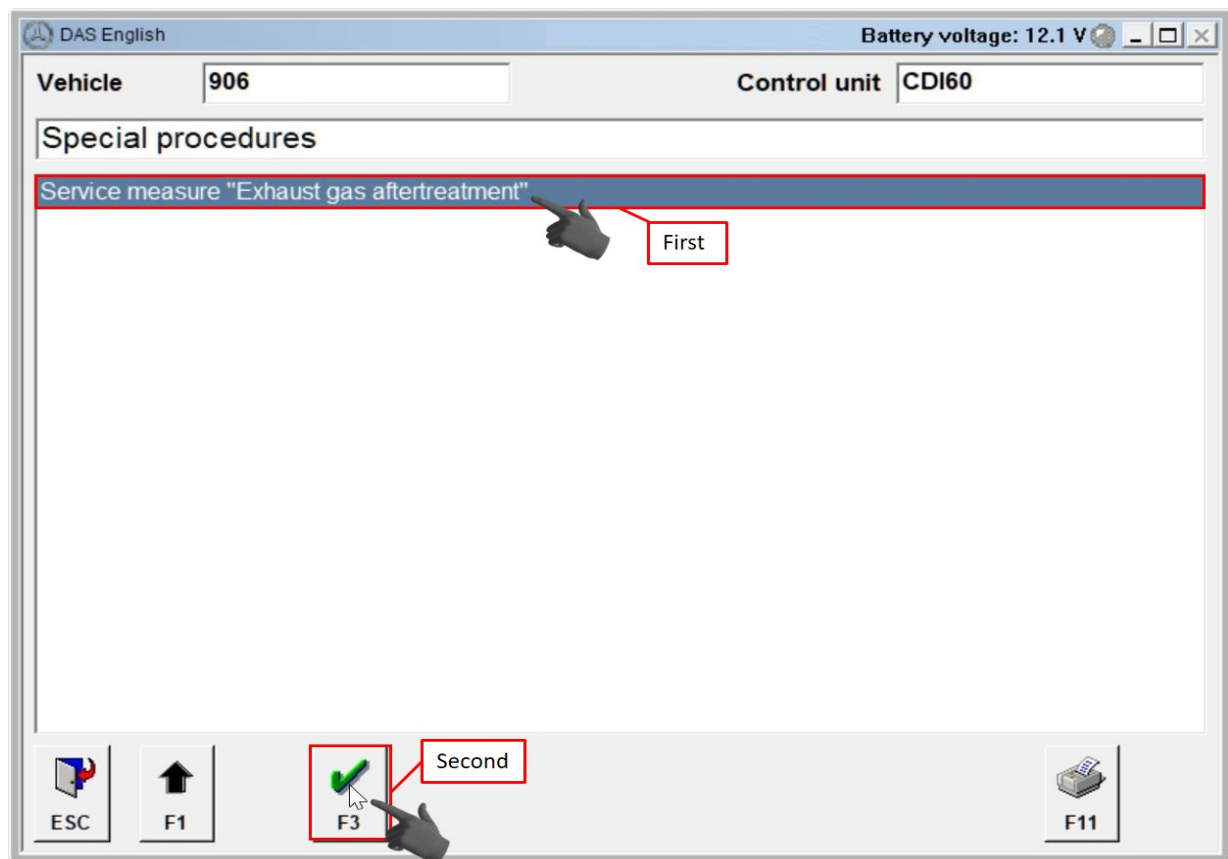 DAS English Battery voltage: 12.1 V
Vehicle 906 Control unit CDI60
Special procedures
Service measure "Exhaust gas aftertreatment"
First
Second
ESC F1 F3 F11